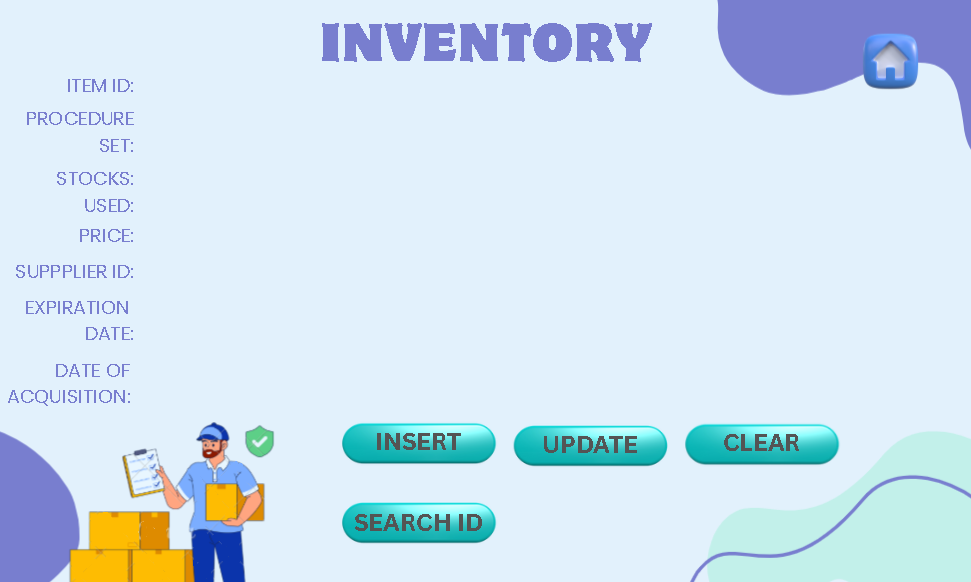 INVENTORY
ITEM ID:
PROCEDURE
SET:
STOCKS:
USED:
PRICE:
SUPPPLIER ID:
EXPIRATION
DATE:
DATE OF
ACQUISITION:
INSERT
UPDATE
CLEAR
SEARCH ID